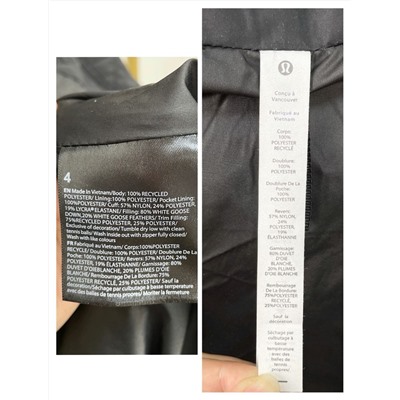 4
EN Made in Vietnam/Body: 100% RECYCLED
POLYESTER/ Lining:100% POLYESTER/ Pocket Lining:
100%POLYESTER/ Cuff: 57% NYLON, 24% POLYESTER,
19% LYCRA® ELASTANE/ Filling: 80% WHITE GOOSE
DOWN,20% WHITE GOOSE FEATHERS/ Trim Filling:
75%RECYCLED POLYESTER, 25% POLYESTER/
Exclusive of decoration/ Tumble dry low with clean
tennis balls/ Wash inside out with zipper fully closed/
Wash with like colours
FR Fabriqué au Vietnam/ Corps:100%POLYESTER
RECYCLÉ/ Doublure: 100% POLYESTER/Doublure De La
Poche: 100% POLYESTER/ Revers: 57% NYLON, 24%
POLYESTER, 19% ÉLASTHANNE/ Garnissage: 80%
DUVET D'OIE BLANCHE, 20% PLUMES D'OIE
BLANCHE/ Rembourrage De La Bordure: 75%
POLYESTER RECYCLÉ, 25% POLYESTER/ Sauf la
décoration/Séchage par culbutage à basse température
avec des balles de tennis propres/ Mortier la fermeture
Conçu à
Vancouver
Fabriqué au
Vietnam
Corps:
100%
POLYESTER
RECYCLÉ
Doublure:
100%
POLYESTER
Doublure De La
Poche:
100%
POLYESTER
Revers:
57% NYLON,
24%
POLYESTER,
19%
ÉLASTHANNE
Garnissage:
80% DUVET
D'OIE
BLANCHE,
20% PLUMES
D'OIE
BLANCHE
Rembourrage
De La Bordure:
75%POLYESTER
RECYCLÉ,
25%POLYESTER
Sauf la
décoration
Séchage par
culbutage à
basse
température
avec des
balles de
tennis propres